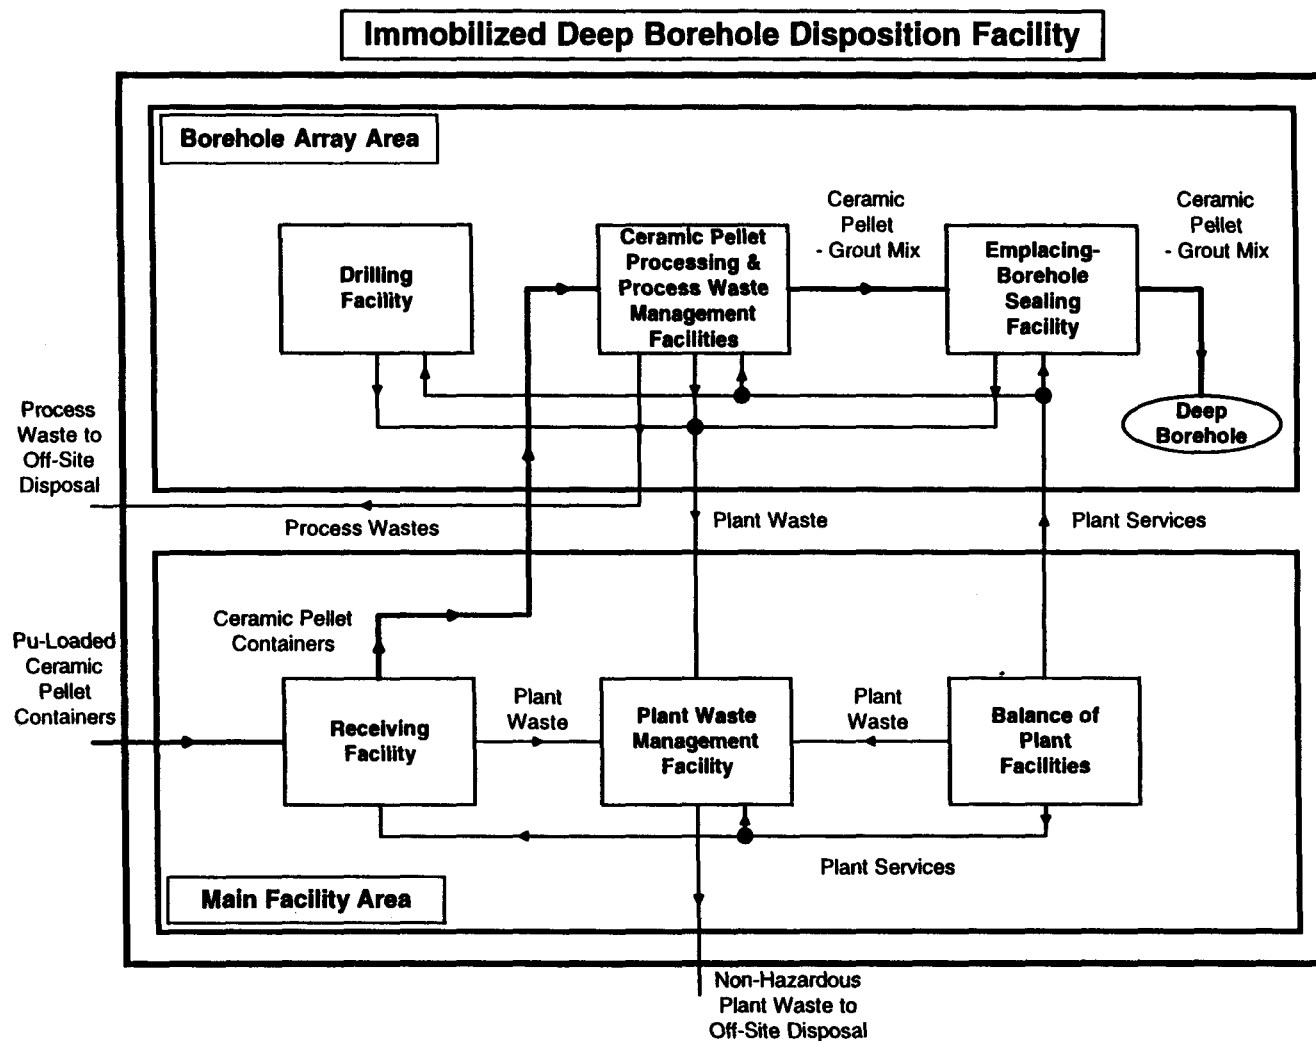 Immobilized Deep Borehole Disposition Facility
Borehole Array Area
Drilling
Facility
Ceramic Pellet
Processing &
Process Waste
Management
Facilities
Ceramic
Pellet
- Grout Mix
Emplacing-
Borehole
Sealing
Facility
Ceramic
Pellet
- Grout Mix
Deep
Borehole
Process
Waste to
Off-Site
Disposal
Process Wastes
Plant Waste
Plant Services
Ceramic Pellet
Containers
Pu-Loaded
Ceramic
Pellet
Containers
Receiving
Facility
Plant
Waste
Plant Waste
Management
Facility
Plant
Waste
Balance of
Plant
Facilities
Plant Services
Main Facility Area
Non-Hazardous
Plant Waste to
Off-Site Disposal